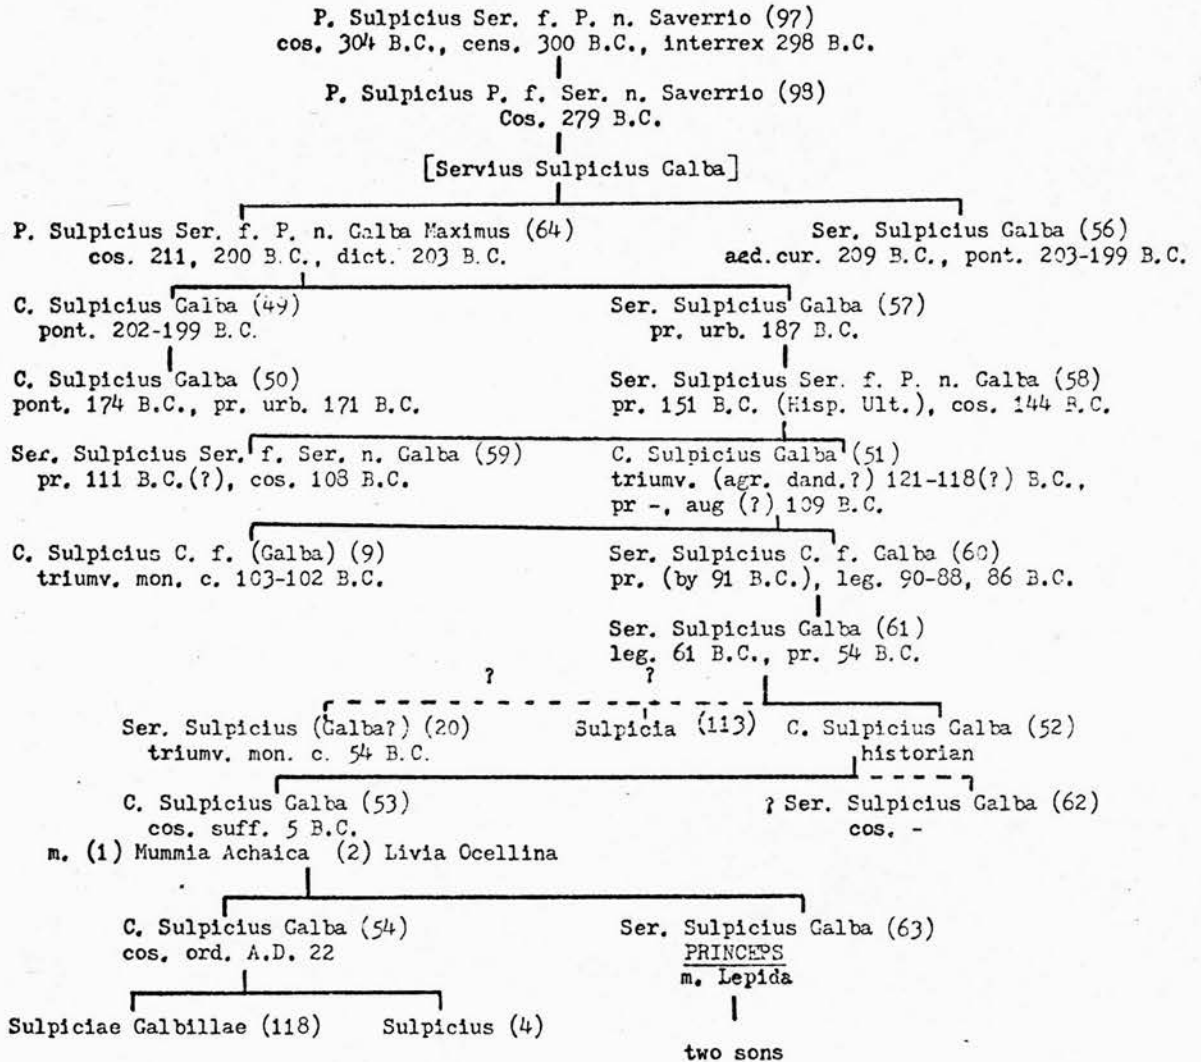 P. Sulpicius Ser. f. P. n. Saverrio (97)
cos. 304 B.C., cens. 300 B.C., interrex 298 B.C.
P. Sulpicius P. f. Ser. n. Saverrio (98)
Cos. 279 B.C.
[Servius Sulpicius Galba]
P. Sulpicius Ser. f. P. n. Galba Maximus (64)
cos. 211, 200 B.C., dict. 203 B.C.
Ser. Sulpicius Galba (56)
aed.cur. 209 B.C., pont. 203-199 B.C.
C. Sulpicius Galba (49)
pont. 202-199 B.C.
Ser. Sulpicius Galba (57)
pr. urb. 187 B.C.
C. Sulpicius Galba (50)
pont. 174 B.C., pr. urb. 171 B.C.
Ser. Sulpicius Ser. f. P. n. Galba (58)
pr. 151 B.C. (Hisp. Ult.), cos. 144 B.C.
Ser. Sulpicius Ser. f. Ser. n. Galba (59)
pr. 111 B.C.(?), cos. 108 B.C.
C. Sulpicius Galba (51)
triumv. (agr. dand.?) 121-118(?) B.C.,
pr -, aug (?) 109 B.C.
C. Sulpicius C. f. (Galba) (9)
triumv. mon. c. 103-102 B.C.
Ser. Sulpicius C. f. Galba (60)
pr. (by 91 B.C.), leg. 90-88, 86 B.C.
Ser. Sulpicius Galba (61)
leg. 61 B.C., pr. 54 B.C.
? ?
Ser. Sulpicius (Galba?) (20)
triumv. mon. c. 54 B.C.
Sulpicia (113)
C. Sulpicius Galba (52)
historian
C. Sulpicius Galba (53)
cos. suff. 5 B.C.
m. (1) Mummia Achaica (2) Livia Ocellina
? Ser. Sulpicius Galba (62)
cos. -
C. Sulpicius Galba (54)
cos. ord. A.D. 22
Ser. Sulpicius Galba (63)
PRINCEPS
m. Lepida
Sulpiciae Galbillae (118)
Sulpicius (4)
two sons